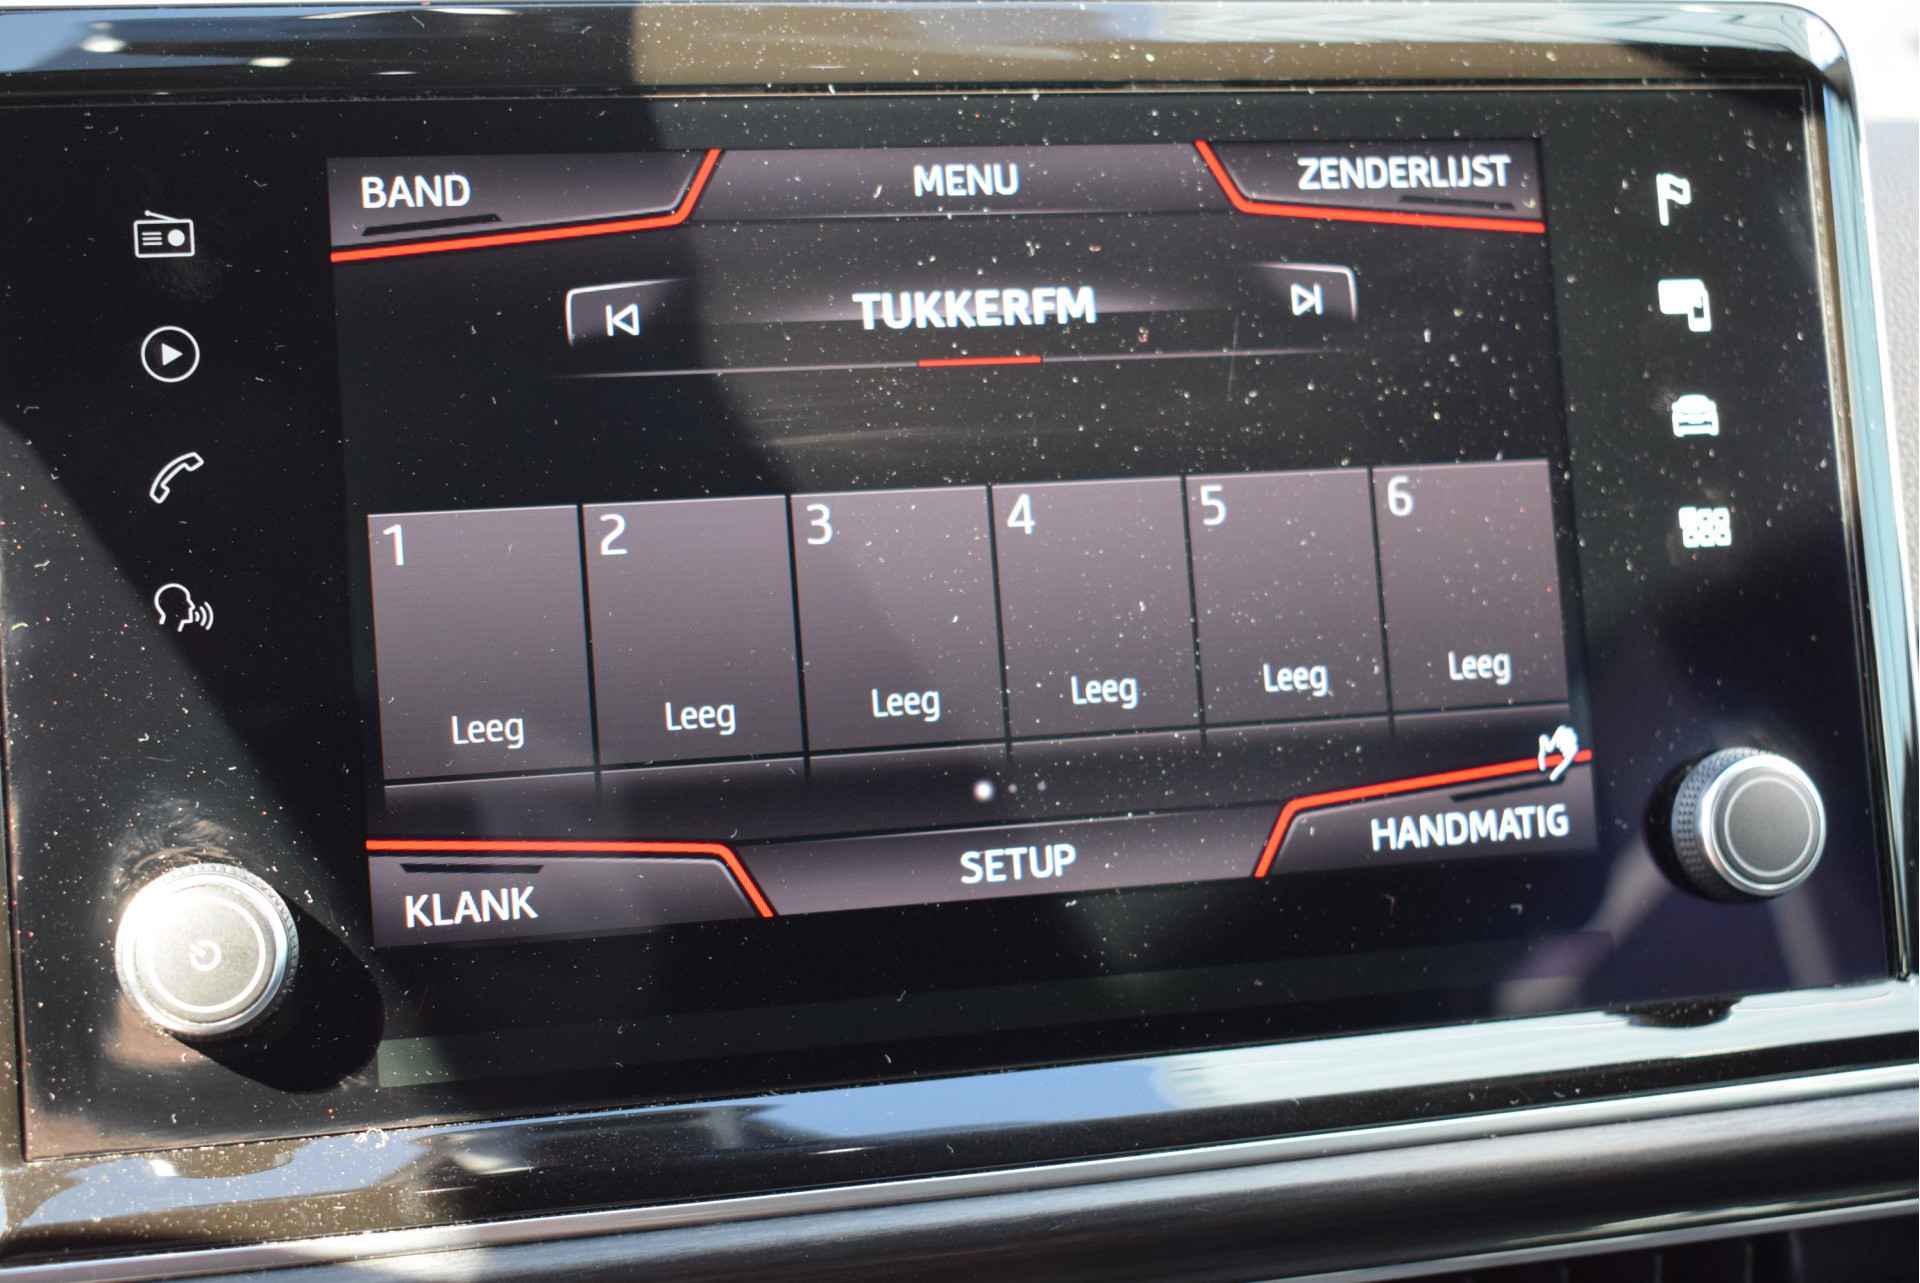 BAND
MENU
ZENDERLIJST
TUKKERFM
1
2
3
4
5
6
Leeg
Leeg
Leeg
Leeg
Leeg
Leeg
KLANK
SETUP
HANDMATIG